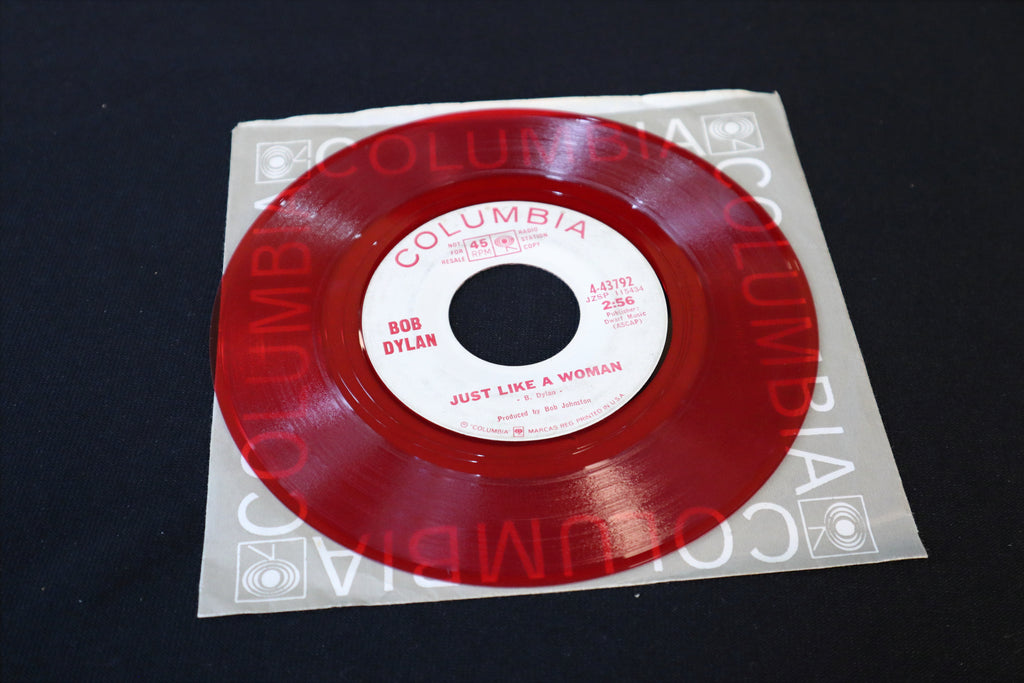 COLUMBIA
COLUMBIA
COLUMBIA
COLUMBIA
COLUMBIA
NOT FOR RESALE
45 RPM
RADIO STATION COPY
4-43792
JZSP 115434
2:56
Publisher:
Dwarf Music
(ASCAP)
BOB
DYLAN
JUST LIKE A WOMAN
- B. Dylan -
Produced by Bob Johnston
Ⓟ "COLUMBIA" MARCAS REG. PRINTED IN U.S.A.